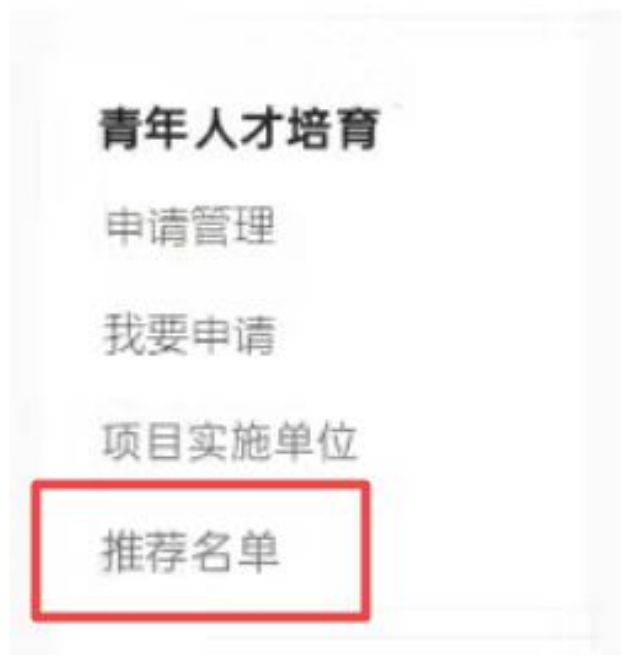 青年人才培育
申请管理
我要申请
项目实施单位
推荐名单